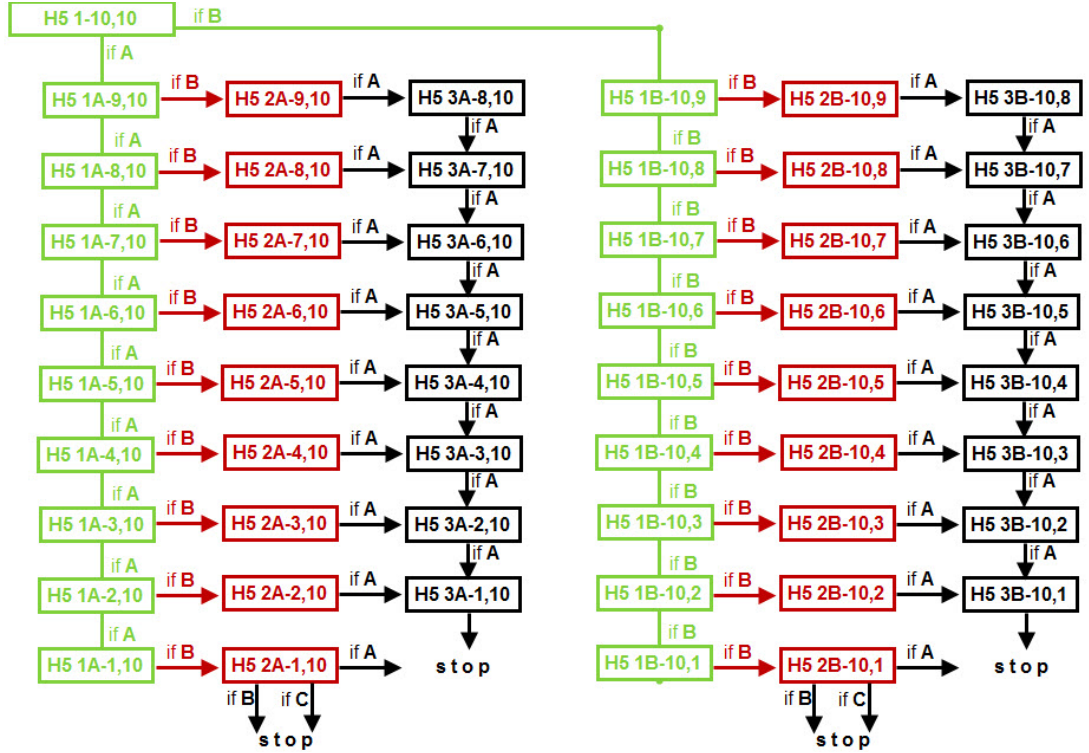 H5 1-10,10 if B
if A
if B if A if B if A
H5 1A-9,10 H5 2A-9,10 H5 3A-8,10 H5 1B-10,9 H5 2B-10,9 H5 3B-10,8
if A if A if B if A
if B if A if B if A
H5 1A-8,10 H5 2A-8,10 H5 3A-7,10 H5 1B-10,8 H5 2B-10,8 H5 3B-10,7
if A if A if B if A
if B if A if B if A
H5 1A-7,10 H5 2A-7,10 H5 3A-6,10 H5 1B-10,7 H5 2B-10,7 H5 3B-10,6
if A if A if B if A
if B if A if B if A
H5 1A-6,10 H5 2A-6,10 H5 3A-5,10 H5 1B-10,6 H5 2B-10,6 H5 3B-10,5
if A if A if B if A
if B if A if B if A
H5 1A-5,10 H5 2A-5,10 H5 3A-4,10 H5 1B-10,5 H5 2B-10,5 H5 3B-10,4
if A if A if B if A
if B if A if B if A
H5 1A-4,10 H5 2A-4,10 H5 3A-3,10 H5 1B-10,4 H5 2B-10,4 H5 3B-10,3
if A if A if B if A
if B if A if B if A
H5 1A-3,10 H5 2A-3,10 H5 3A-2,10 H5 1B-10,3 H5 2B-10,3 H5 3B-10,2
if A if A if B if A
if B if A if B if A
H5 1A-2,10 H5 2A-2,10 H5 3A-1,10 H5 1B-10,2 H5 2B-10,2 H5 3B-10,1
if A if B
if B if A if B if A
H5 1A-1,10 H5 2A-1,10 stop H5 1B-10,1 H5 2B-10,1 stop
if B if C if B if C
stop stop